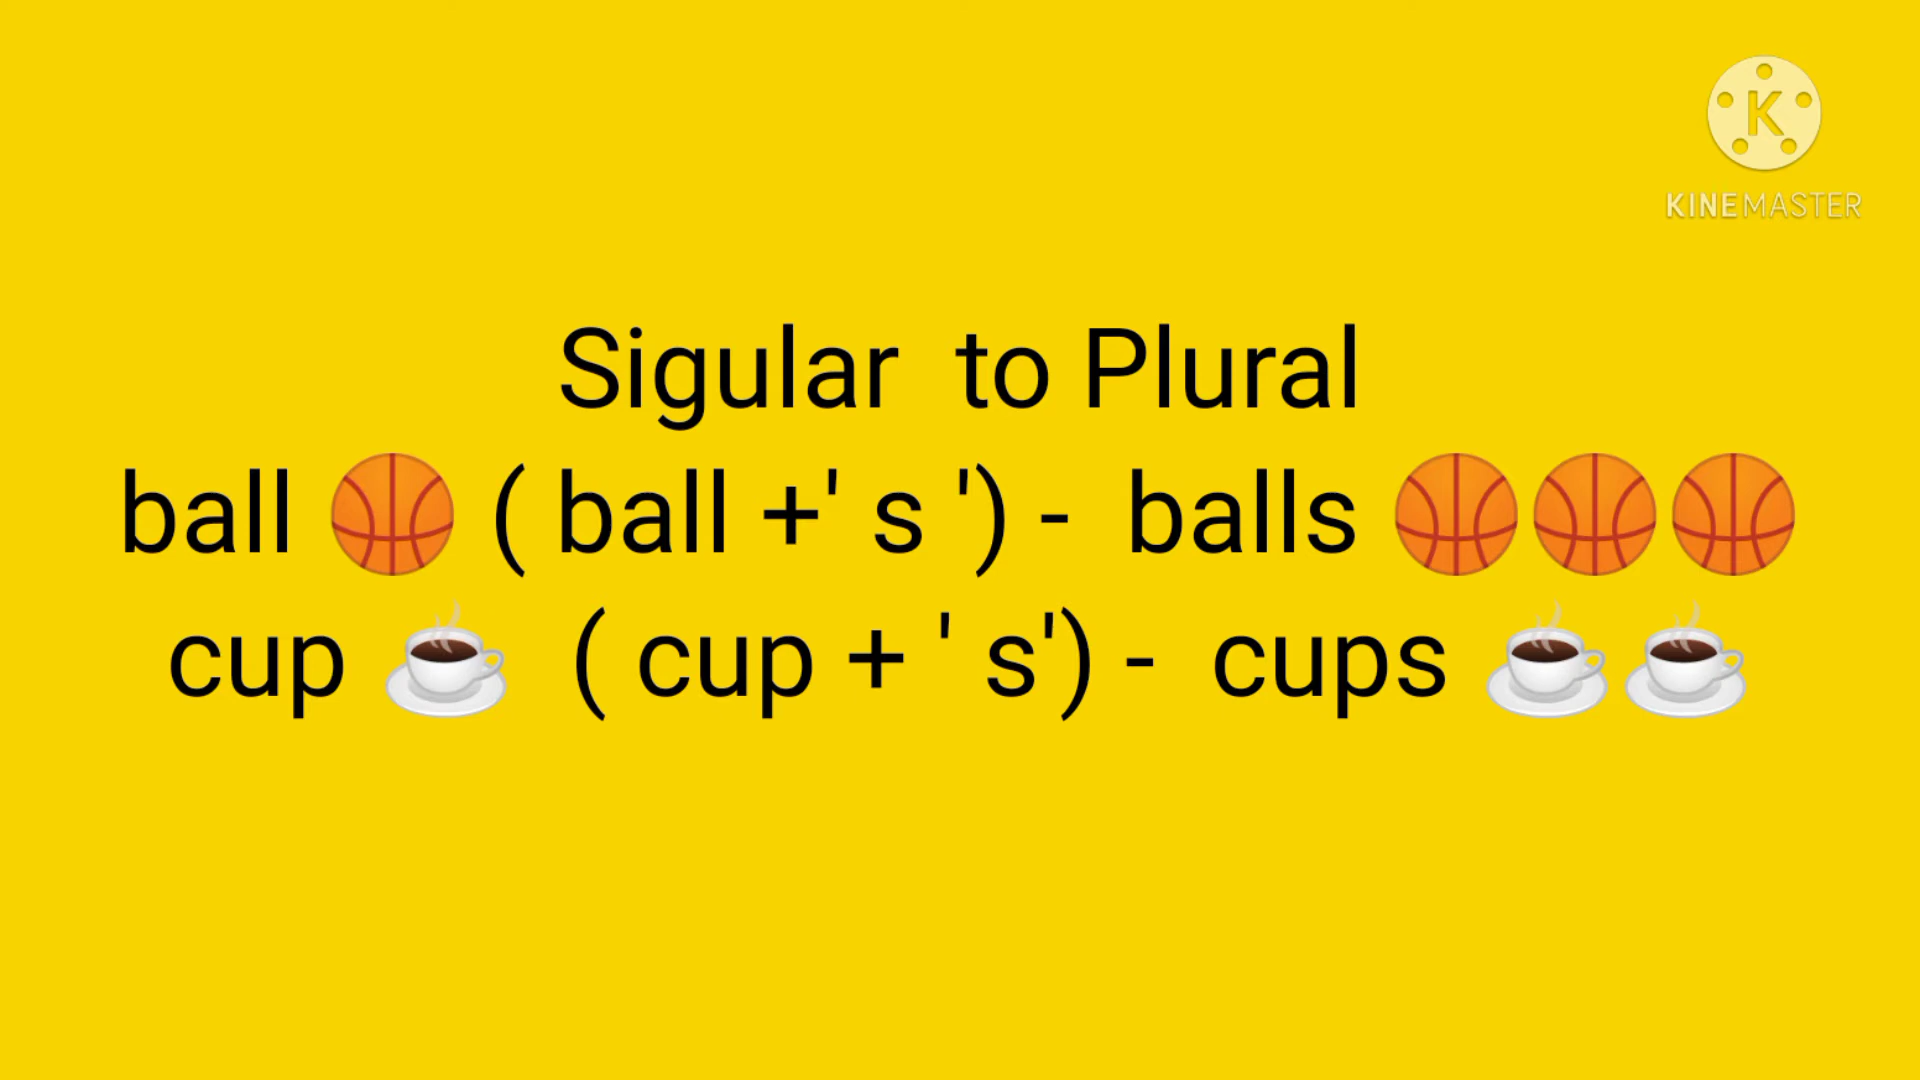 K
KINEMASTER
Sigular to Plural
ball 🏀 ( ball +' s ') - balls 🏀🏀🏀
cup ☕ ( cup + ' s') - cups ☕☕